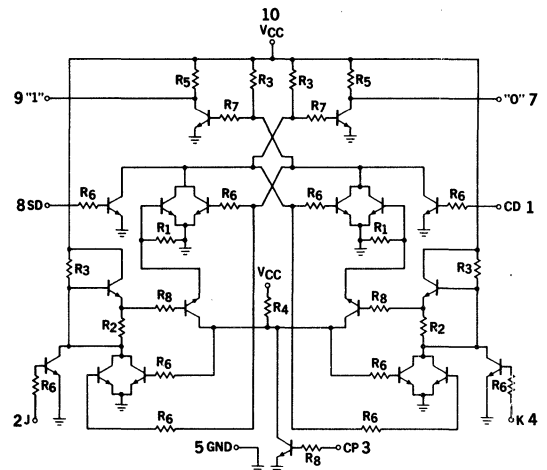 10
VCC
R5 R3 R3 R5
9 "1" "0" 7
R7 R7
8 SD R6 R6 R6 R6 CD 1
R1 R1
R3 VCC R3
R8 R4 R8
R2 R2
R6 R6
R6 R6
2 J R6 R6 K 4
5 GND CP 3
R8